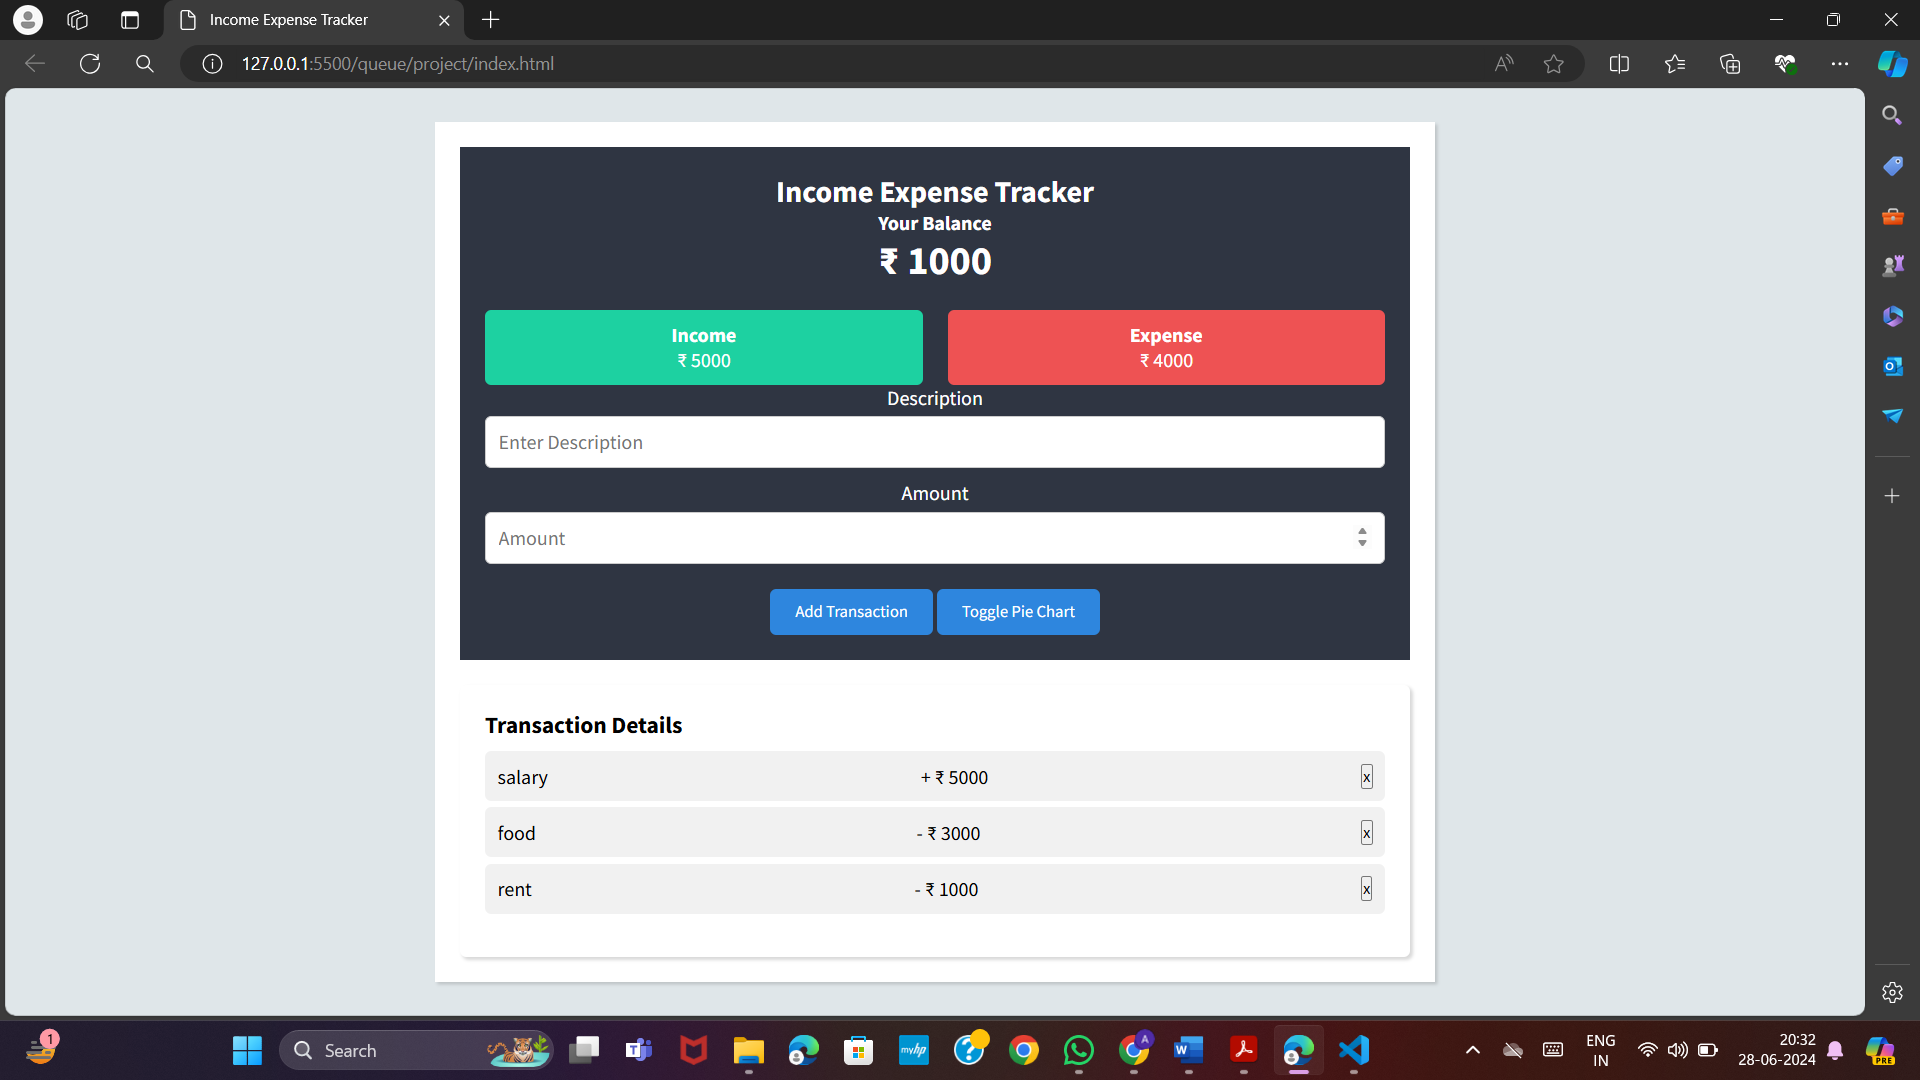 Income Expense Tracker
127.0.0.1:5500/queue/project/index.html
Income Expense Tracker
Your Balance
₹ 1000
Income
₹ 5000
Expense
₹ 4000
Description
Enter Description
Amount
Amount
Add Transaction
Toggle Pie Chart
Transaction Details
salary
+ ₹ 5000
x
food
- ₹ 3000
x
rent
- ₹ 1000
x
1
Search
myhp
A
ENG
IN
20:32
28-06-2024
PRE